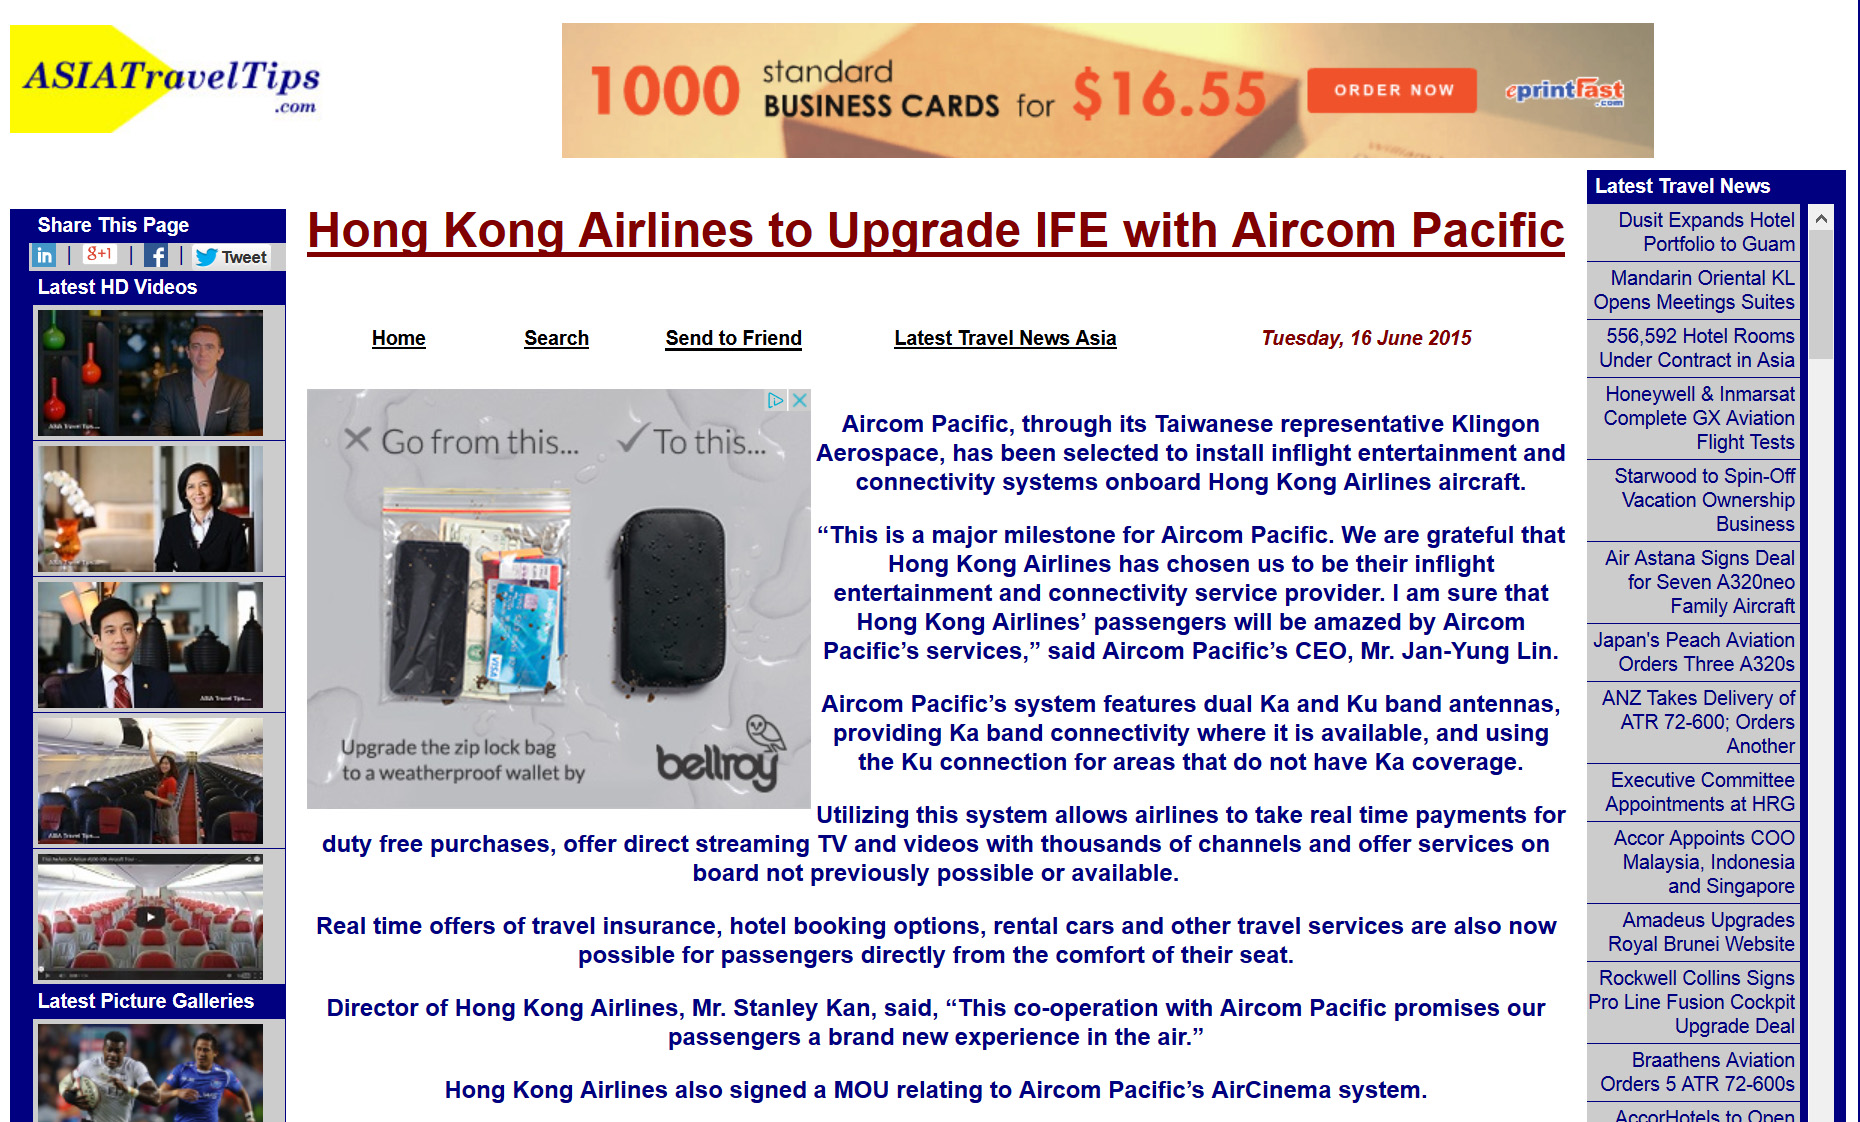 ASIATravelTips
.com
1000 standard BUSINESS CARDS for $16.55
ORDER NOW
eprintFast
.com
Share This Page
in | g+1 | f | Tweet
Latest HD Videos
ASIA Travel Tips....
ASIA Travel Tips....
ASIA Travel Tips....
ASIA Travel Tips....
Latest Picture Galleries
Hong Kong Airlines to Upgrade IFE with Aircom Pacific
Home
Search
Send to Friend
Latest Travel News Asia
Tuesday, 16 June 2015
Go from this...
To this...
VISA
Upgrade the zip lock bag
to a weatherproof wallet by
bellroy
Aircom Pacific, through its Taiwanese representative Klingon
Aerospace, has been selected to install inflight entertainment and
connectivity systems onboard Hong Kong Airlines aircraft.
“This is a major milestone for Aircom Pacific. We are grateful that
Hong Kong Airlines has chosen us to be their inflight
entertainment and connectivity service provider. I am sure that
Hong Kong Airlines’ passengers will be amazed by Aircom
Pacific’s services,” said Aircom Pacific’s CEO, Mr. Jan-Yung Lin.
Aircom Pacific’s system features dual Ka and Ku band antennas,
providing Ka band connectivity where it is available, and using
the Ku connection for areas that do not have Ka coverage.
Utilizing this system allows airlines to take real time payments for
duty free purchases, offer direct streaming TV and videos with thousands of channels and offer services on
board not previously possible or available.
Real time offers of travel insurance, hotel booking options, rental cars and other travel services are also now
possible for passengers directly from the comfort of their seat.
Director of Hong Kong Airlines, Mr. Stanley Kan, said, “This co-operation with Aircom Pacific promises our
passengers a brand new experience in the air.”
Hong Kong Airlines also signed a MOU relating to Aircom Pacific’s AirCinema system.
Latest Travel News
Dusit Expands Hotel
Portfolio to Guam
Mandarin Oriental KL
Opens Meetings Suites
556,592 Hotel Rooms
Under Contract in Asia
Honeywell & Inmarsat
Complete GX Aviation
Flight Tests
Starwood to Spin-Off
Vacation Ownership
Business
Air Astana Signs Deal
for Seven A320neo
Family Aircraft
Japan's Peach Aviation
Orders Three A320s
ANZ Takes Delivery of
ATR 72-600; Orders
Another
Executive Committee
Appointments at HRG
Accor Appoints COO
Malaysia, Indonesia
and Singapore
Amadeus Upgrades
Royal Brunei Website
Rockwell Collins Signs
Pro Line Fusion Cockpit
Upgrade Deal
Braathens Aviation
Orders 5 ATR 72-600s
AccorHotels to Open